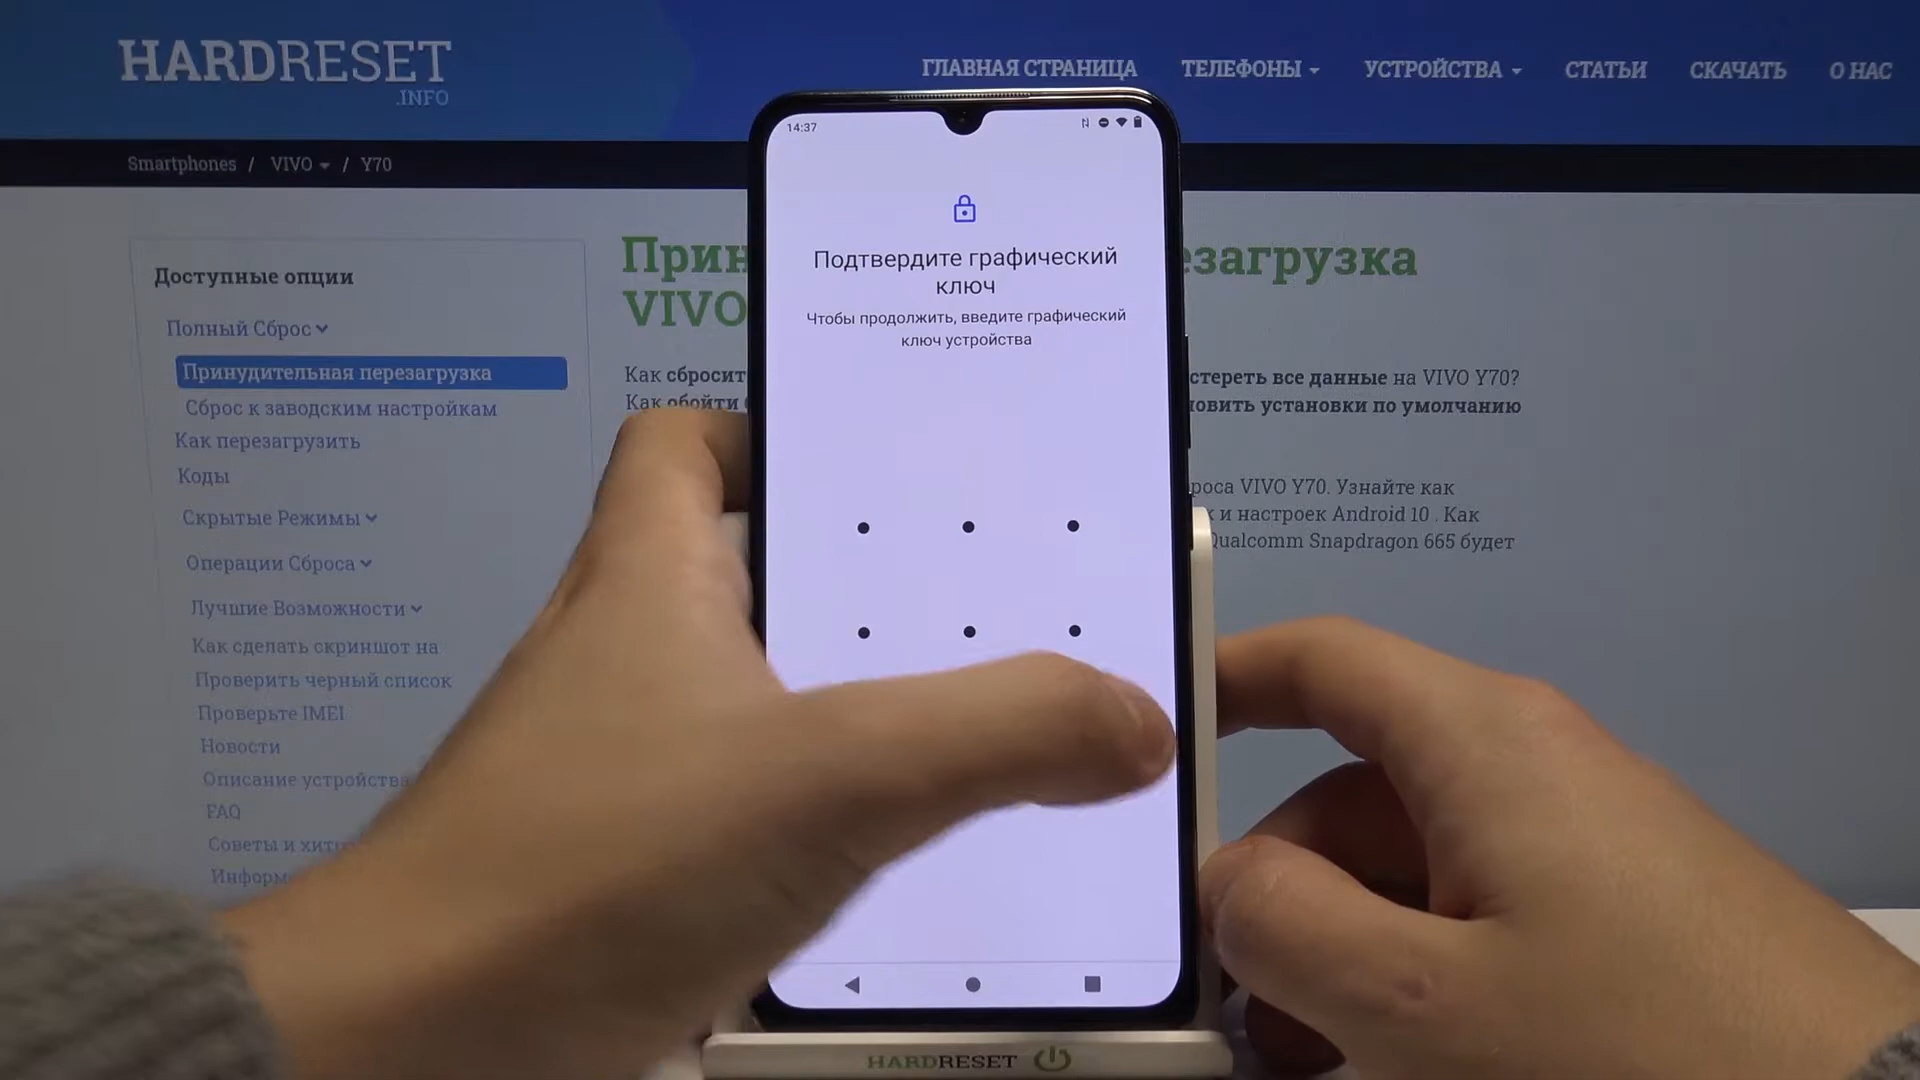 HARDRESET
.INFO
ГЛАВНАЯ СТРАНИЦА ТЕЛЕФОНЫ УСТРОЙСТВА СТАТЬИ СКАЧАТЬ О НАС
Smartphones / VIVO / Y70
14:37
Подтвердите графический
ключ
Чтобы продолжить, введите графический
ключ устройства
Доступные опции
Полный Сброс
Принудительная перезагрузка
Сброс к заводским настройкам
Как перезагрузить
Коды
Скрытые Режимы
Операции Сброса
Лучшие Возможности
Как сделать скриншот на
Проверить черный список
Проверьте IMEI
Новости
Описание устройства
FAQ
Советы и
VIVO
Как
стереть все данные на VIVO Y70?
Как обойти
установки по умолчанию
VIVO Y70. Узнайте как
и настроек Android 10 . Как
Qualcomm Snapdragon 665 будет
HARDRESET